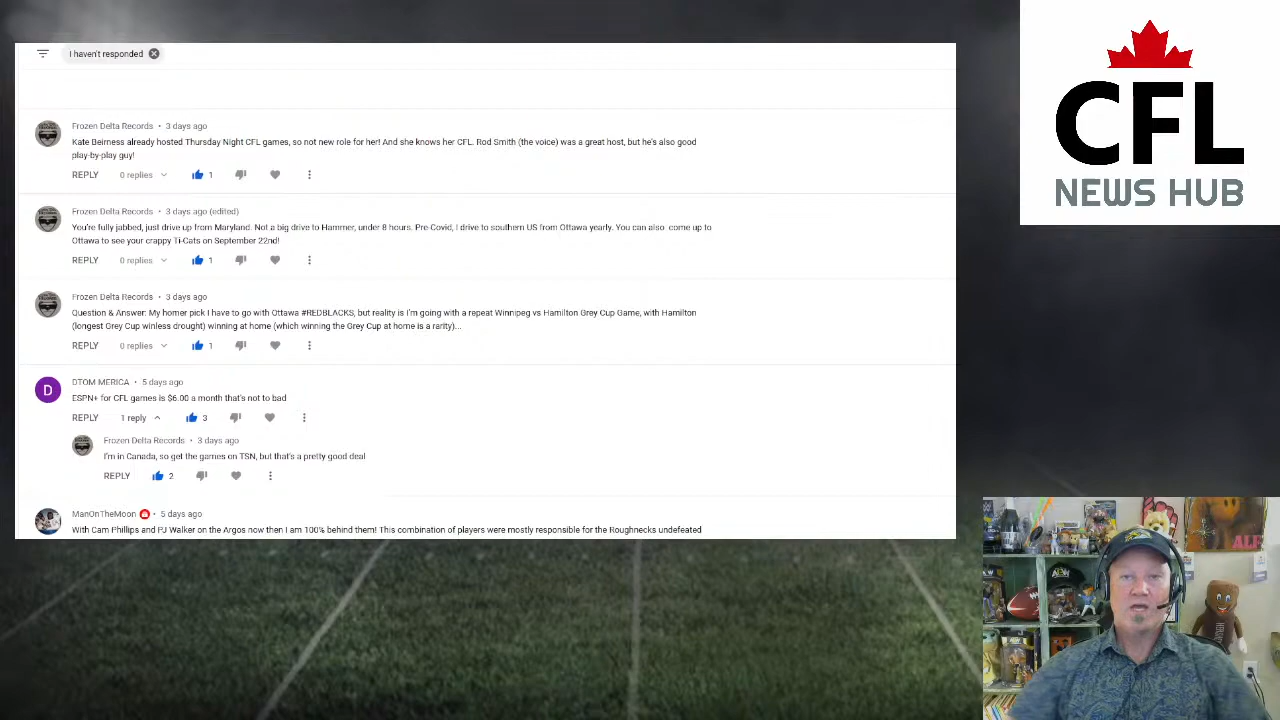 I haven't responded
Frozen Delta Records • 3 days ago
Kate Beirness already hosted Thursday Night CFL games, so not new role for her! And she knows her CFL. Rod Smith (the voice) was a great host, but he's also good
play-by-play guy!
REPLY 0 replies 1
Frozen Delta Records • 3 days ago (edited)
You're fully jabbed, just drive up from Maryland. Not a big drive to Hammer, under 8 hours. Pre-Covid, I drive to southern US from Ottawa yearly. You can also come up to
Ottawa to see your crappy Ti-Cats on September 22nd!
REPLY 0 replies 1
Frozen Delta Records • 3 days ago
Question & Answer: My homer pick I have to go with Ottawa #REDBLACKS, but reality is I'm going with a repeat Winnipeg vs Hamilton Grey Cup Game, with Hamilton
(longest Grey Cup winless drought) winning at home (which winning the Grey Cup at home is a rarity)...
REPLY 0 replies 1
D
DTOM MERICA • 5 days ago
ESPN+ for CFL games is $6.00 a month that's not to bad
REPLY 1 reply 3
Frozen Delta Records • 3 days ago
I'm in Canada, so get the games on TSN, but that's a pretty good deal
REPLY 2
ManOnTheMoon • 5 days ago
With Cam Phillips and PJ Walker on the Argos now then I am 100% behind them! This combination of players were mostly responsible for the Roughnecks undefeated
CFL
NEWS HUB
ALF
AEW